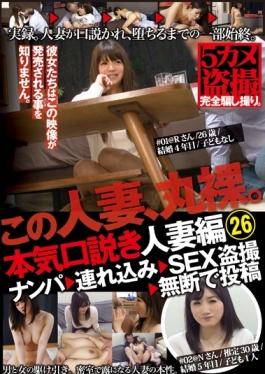 実録。人妻が口説かれ、堕ちるまでの一部始終。
彼女たちはこの映像が
発売される事を
知りません。
5カメ
盗撮
完全騙し撮り。
#01@Rさん/26歳/
結婚4年目/子どもなし
この人妻、丸裸。
本気口説き人妻編 26
ナンパ▶連れ込み▶SEX盗撮
▶無断で投稿
#02@Nさん/推定30歳/
結婚5年目/子ども1人
男と女の駆け引き、密室で露になる人妻の本性。